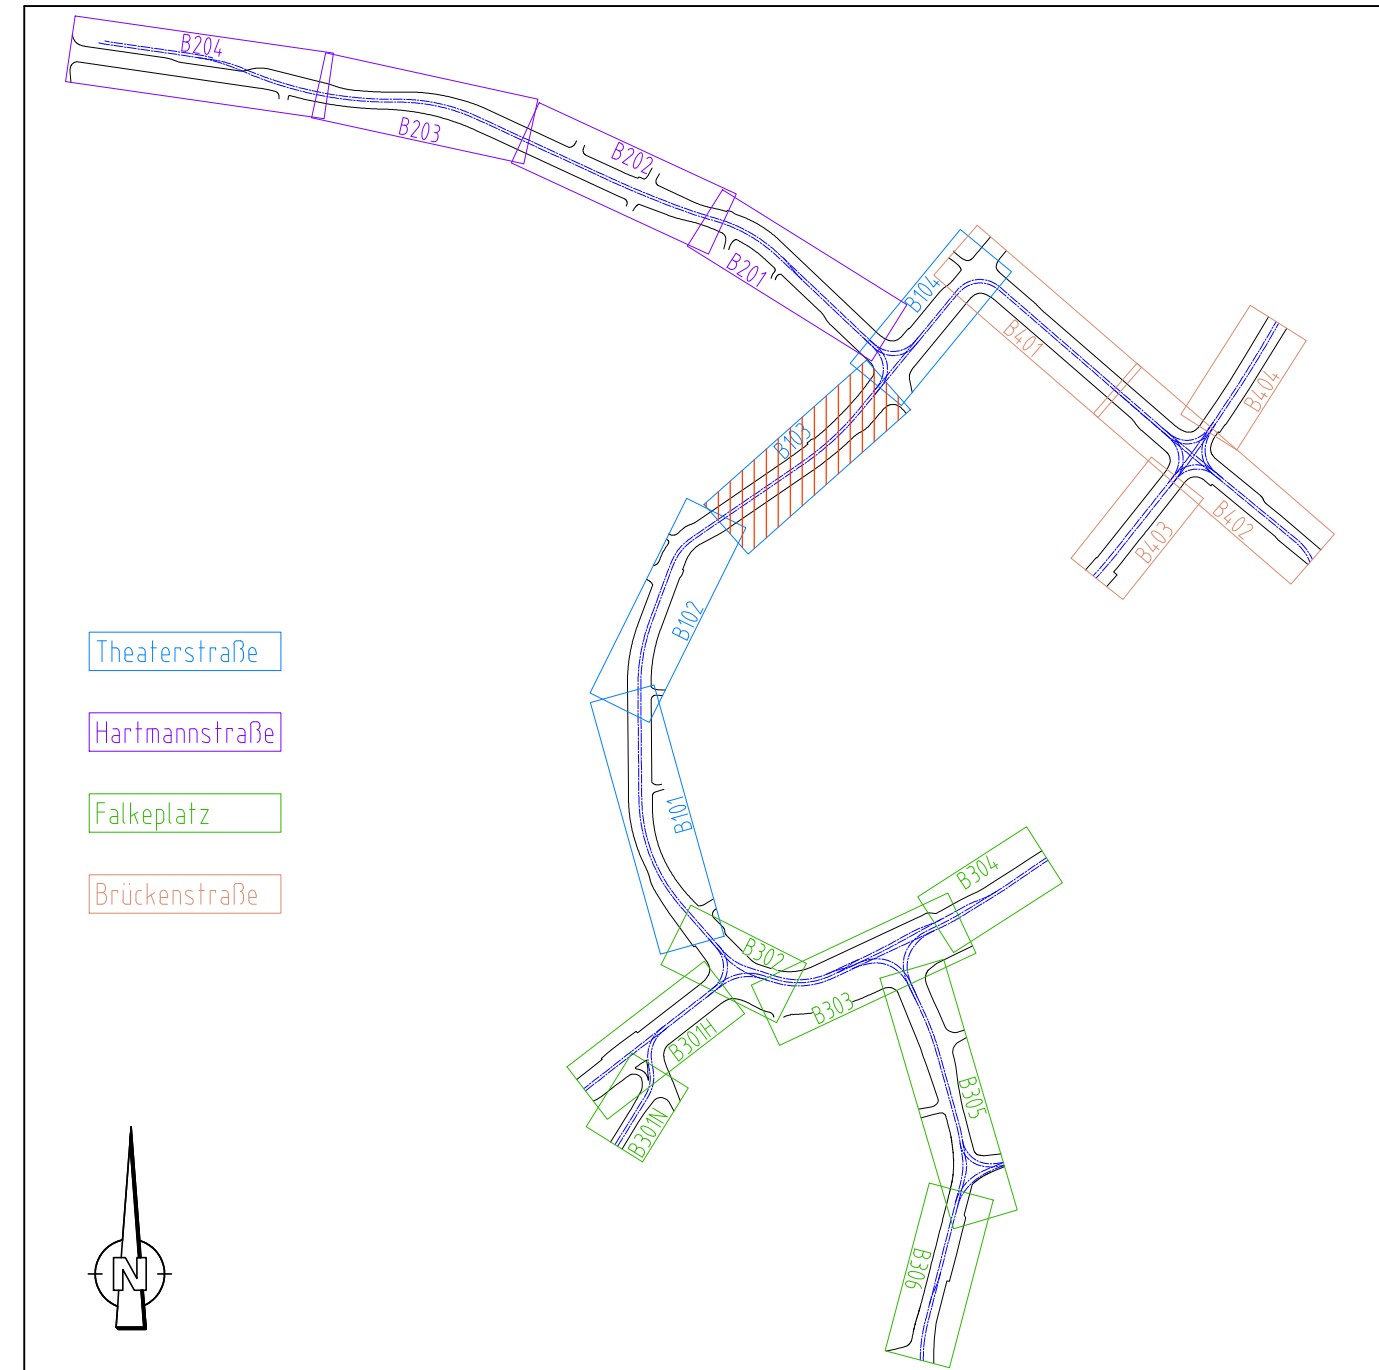 B204
B203
B202
B201
B104
B401
B404
B103
B402
B403
B102
Theaterstraße
Hartmannstraße
Falkeplatz
B101
Brückenstraße
B304
B302
B303
B301H
B305
B301N
B306
N